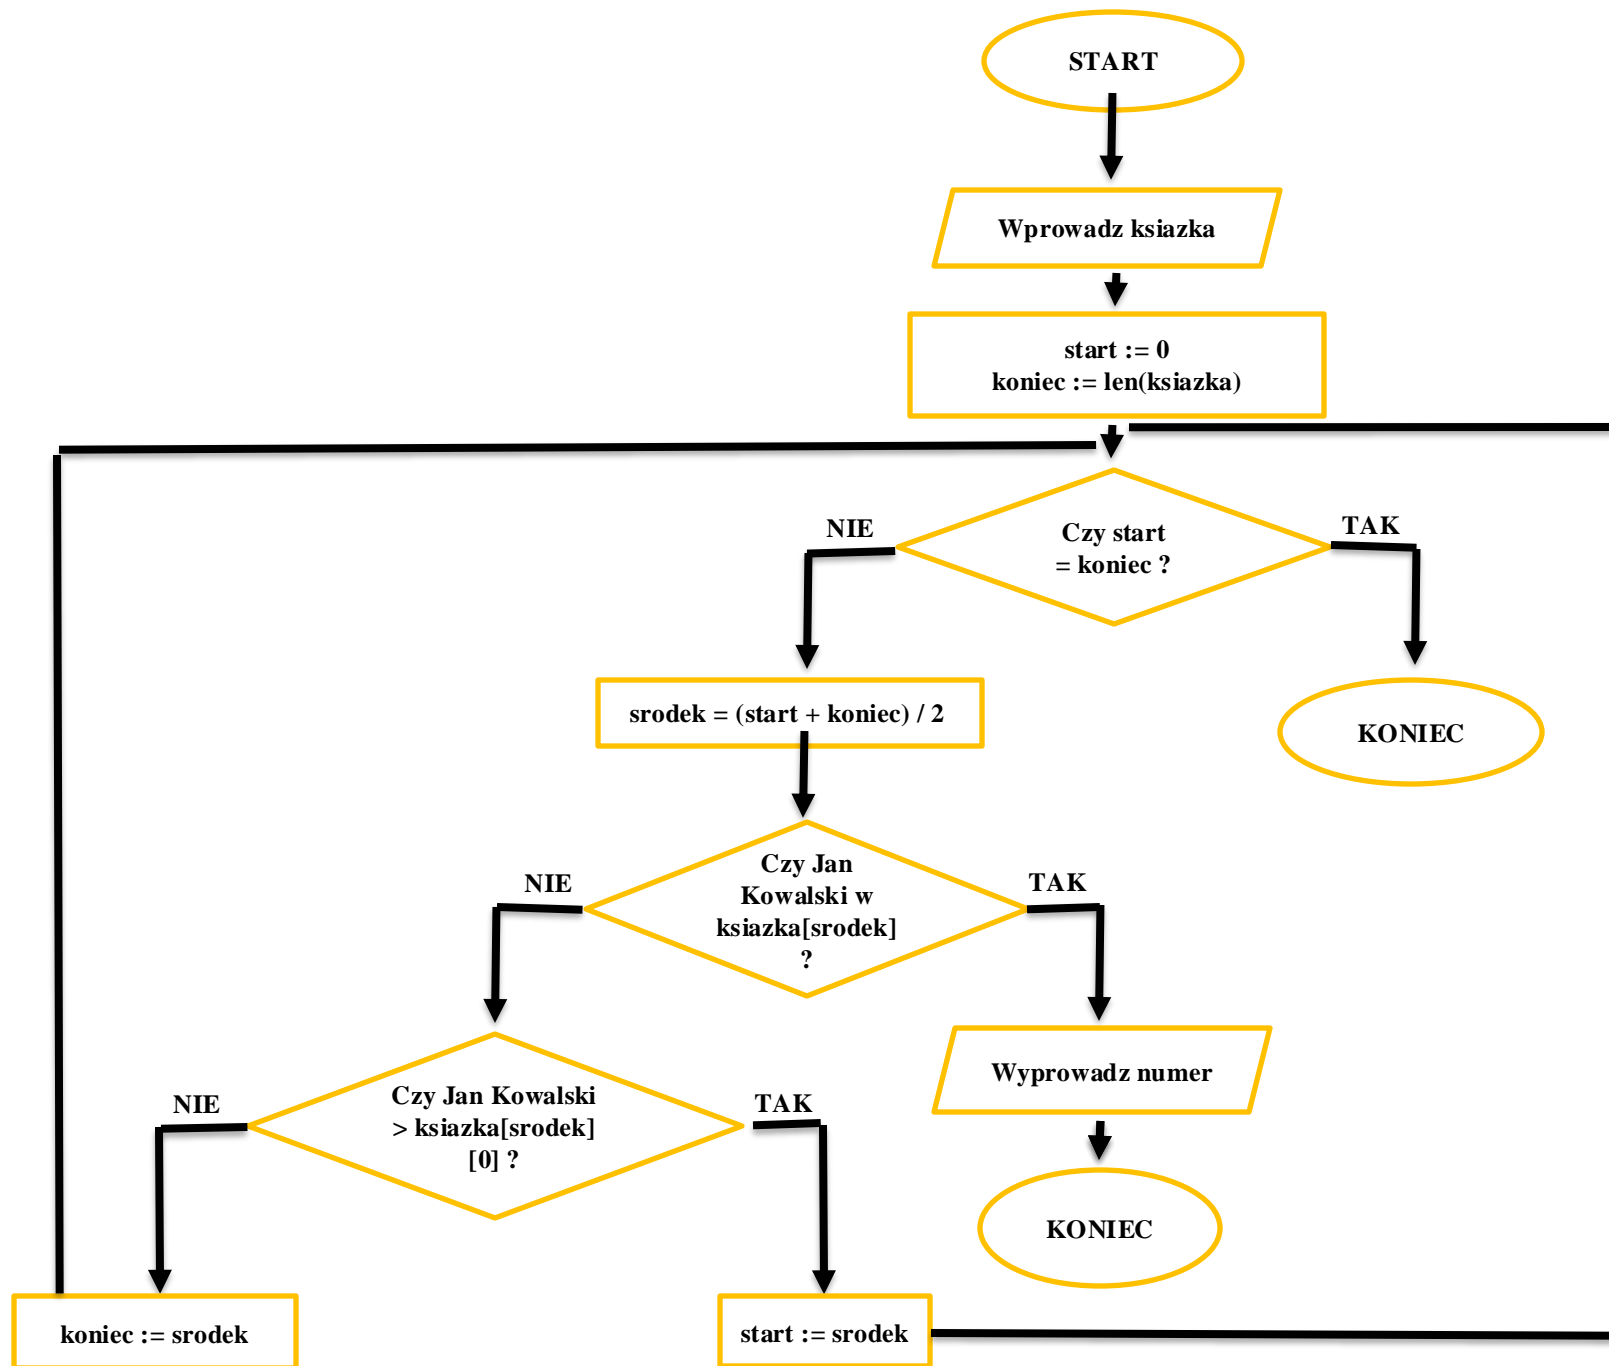 START
Wprowadz ksiazka
start := 0
koniec := len(ksiazka)
Czy start
= koniec ?
NIE
TAK
srodek = (start + koniec) / 2
KONIEC
Czy Jan
Kowalski w
ksiazka[srodek]
?
NIE
TAK
Czy Jan Kowalski
> ksiazka[srodek]
[0] ?
NIE
TAK
Wyprowadz numer
KONIEC
koniec := srodek
start := srodek